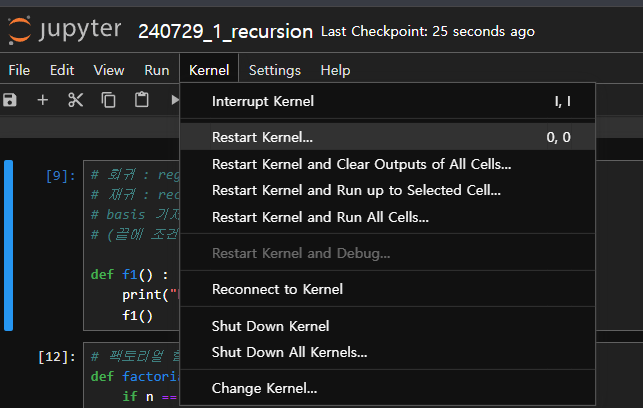 jupyter 240729_1_recursion Last Checkpoint: 25 seconds ago
File Edit View Run Kernel Settings Help
Interrupt Kernel I, I
Restart Kernel... 0, 0
Restart Kernel and Clear Outputs of All Cells...
Restart Kernel and Run up to Selected Cell...
Restart Kernel and Run All Cells...
Restart Kernel and Debug...
Reconnect to Kernel
Shut Down Kernel
Shut Down All Kernels...
Change Kernel...
[9]: # 회귀 : reg
# 재귀 : rec
# basis 기저
# (끝에 조건
def f1() :
print("
f1()
[12]: # 팩토리얼
def factoria
if n ==